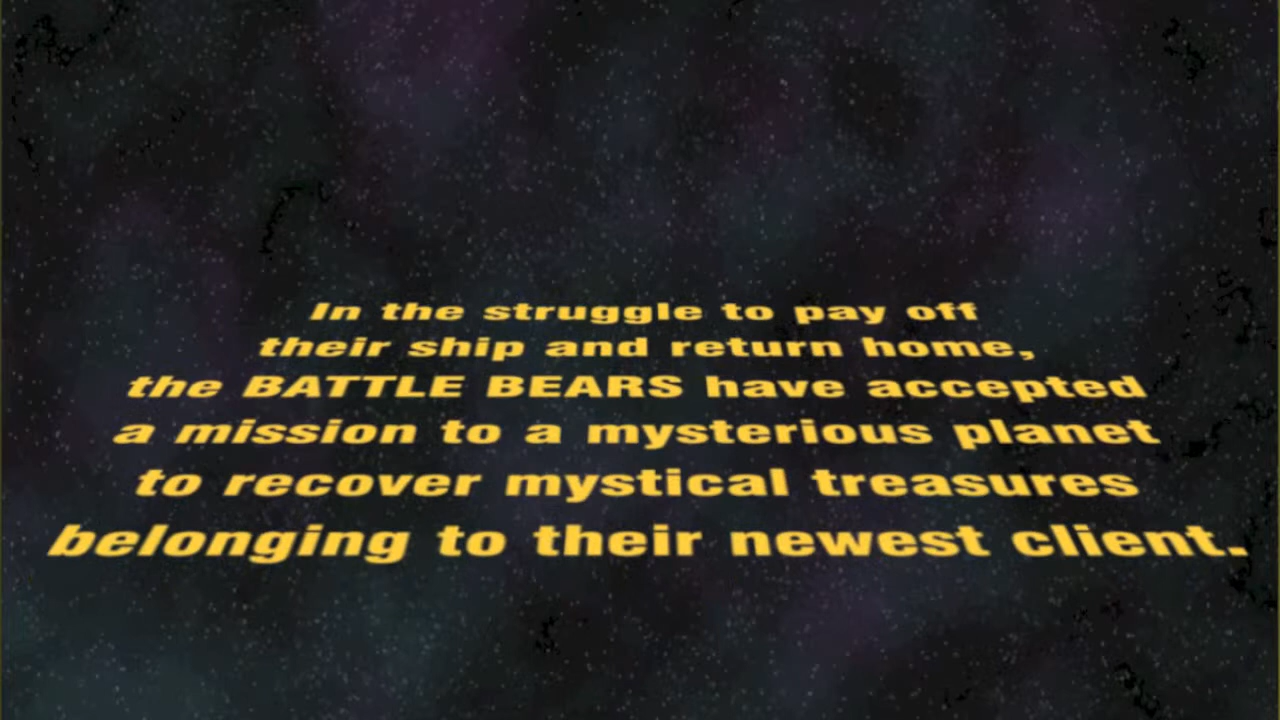 In the struggle to pay off
their ship and return home,
the BATTLE BEARS have accepted
a mission to a mysterious planet
to recover mystical treasures
belonging to their newest client.